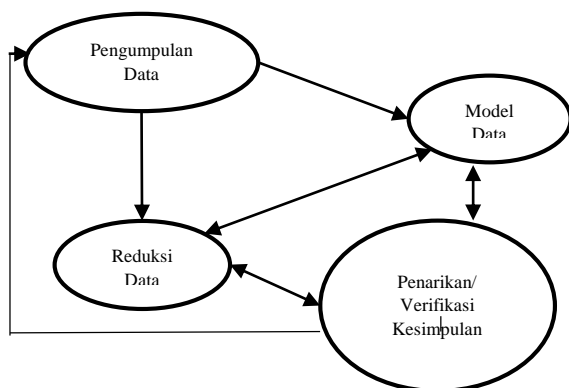 Pengumpulan
Data
Model
Data
Reduksi
Data
Penarikan/
Verifikasi
Kesimpulan